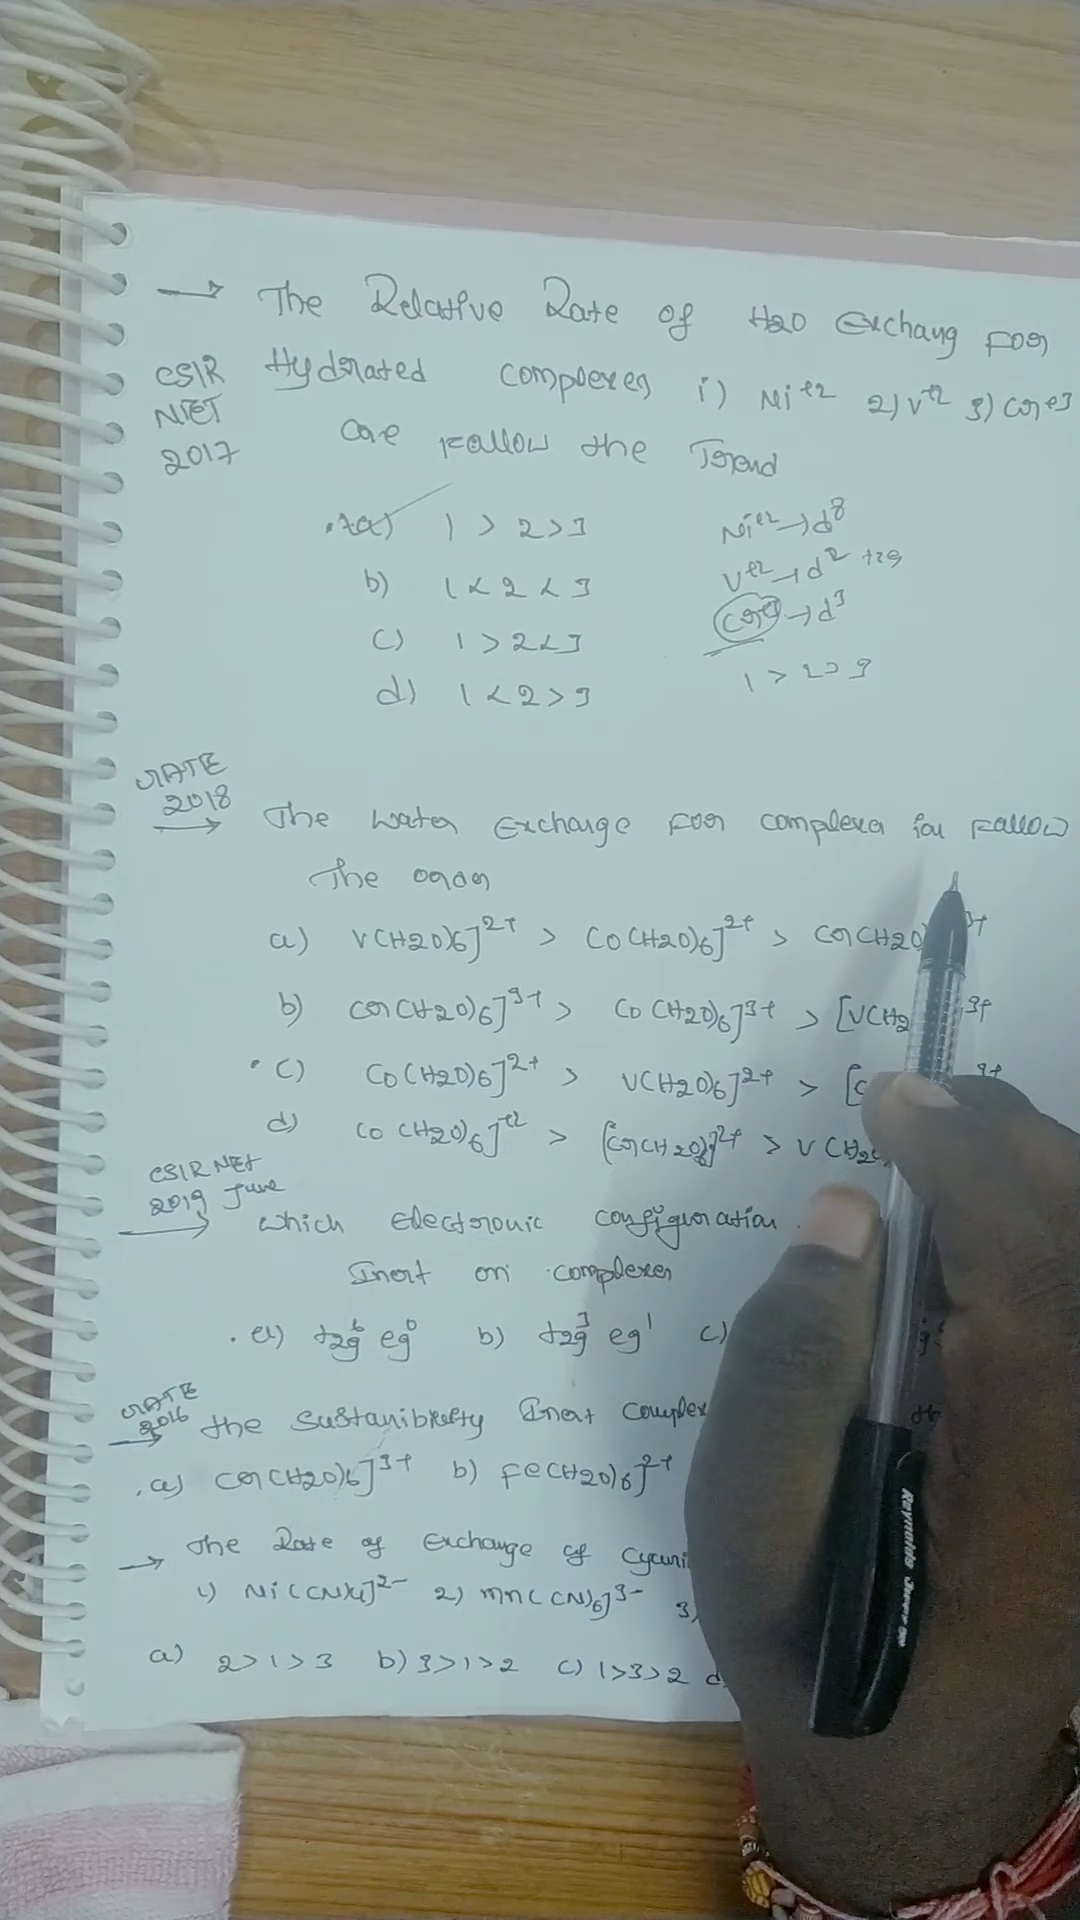 → The Relative Rate of H2O Exchang For
CSIR NET 2017
Hydrated complexes i) Ni+2 2) V+2 3) Cr+3
are Fallow the Trend
a) 1 > 2 > 3
b) 1 < 2 < 3
c) 1 > 2 < 3
d) 1 < 2 > 3
Ni+2 → d8
V+2 → d2 t2g
→ d3
1 > 2 > 3
GATE 2018
→ The water Exchange For complexes Fallow
The order
a) V(H2O)6]2+ > Co(H2O)6]2+ > Cr(H2O 3+
b) Cr(H2O)6]3+ > Co(H2O)6]3+ > [V(H2 3+
c) Co(H2O)6]2+ > V(H2O)6]2+ > [C 3+
d) Co(H2O)6]+2 > [Cr(H2O)6]2+ > V(H2O
CSIR NET 2019 June
→ which Electronic configuration
Inert on complexes
a) t2g6 eg0 b) t2g3 eg1 c)
GATE 2016
→ the Inert Complex
a) Cr(H2O)6]3+ b) Fe(H2O)6]2+
→ The Rate of Exchange of Cyani
1) Ni(CN)4]2- 2) Mn(CN)6]3- 3)
a) 2>1>3 b) 3>1>2 c) 1>3>2 d
Reynolds